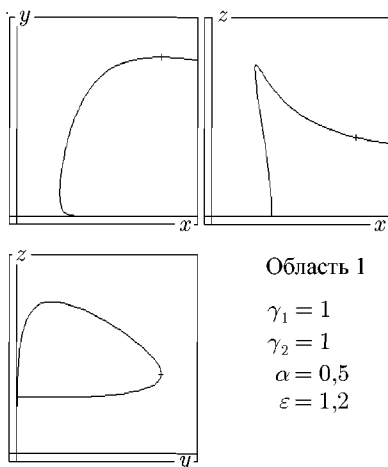 y
x
z
x
z
y
Область 1
γ₁ = 1
γ₂ = 1
α = 0,5
ε = 1,2